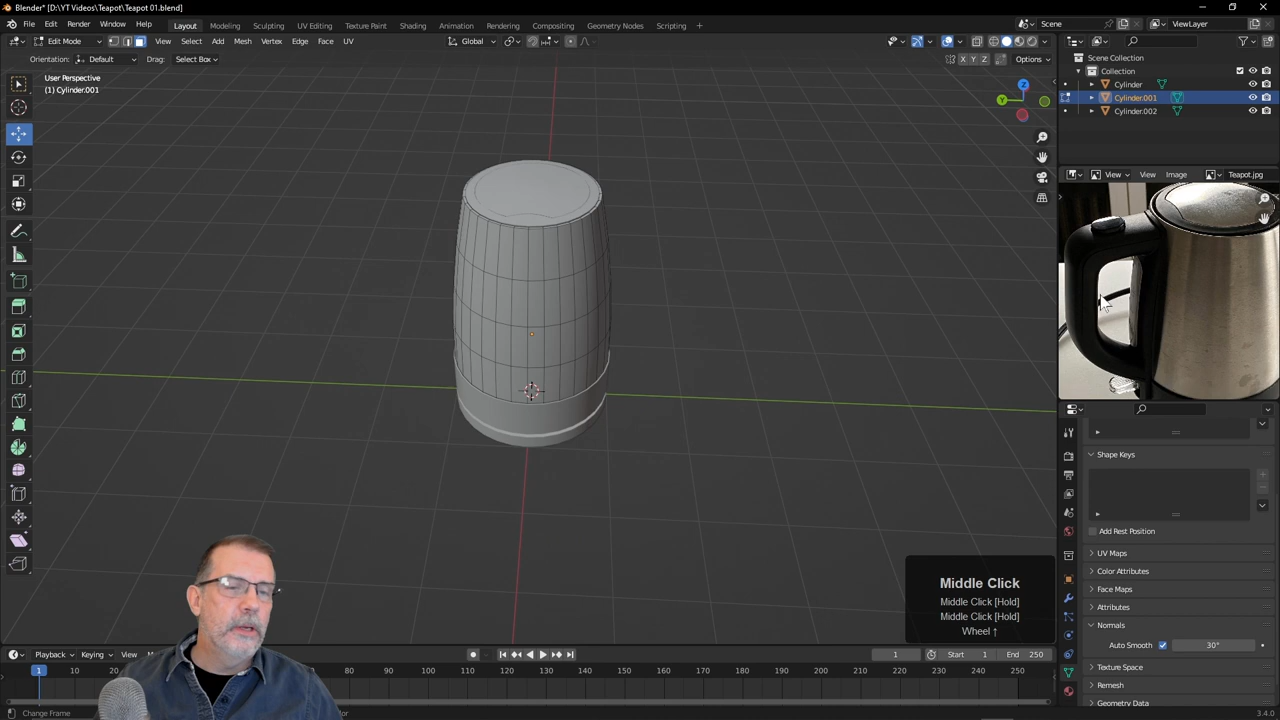 Blender* [D:\YT Videos\Teapot\Teapot 01.blend]
File Edit Render Window Help Layout Modeling Sculpting UV Editing Texture Paint Shading Animation Rendering Compositing Geometry Nodes Scripting + Scene ViewLayer
Edit Mode View Select Add Mesh Vertex Edge Face UV Global
Orientation: Default Drag: Select Box X Y Z Options
User Perspective
(1) Cylinder.001
Scene Collection
Collection
Cylinder
Cylinder.001
Cylinder.002
Z
Y
View View Image Teapot.jpg
Shape Keys
Add Rest Position
UV Maps
Color Attributes
Face Maps
Attributes
Normals
Auto Smooth 30°
Texture Space
Remesh
Geometry Data
Middle Click
Middle Click [Hold]
Middle Click [Hold]
Wheel ↑
Playback Keying View 1 Start 1 End 250
1 10 20 80 90 100 110 120 130 140 150 160 170 180 190 200 210 220 230 240 250
Change Frame
3.4.0